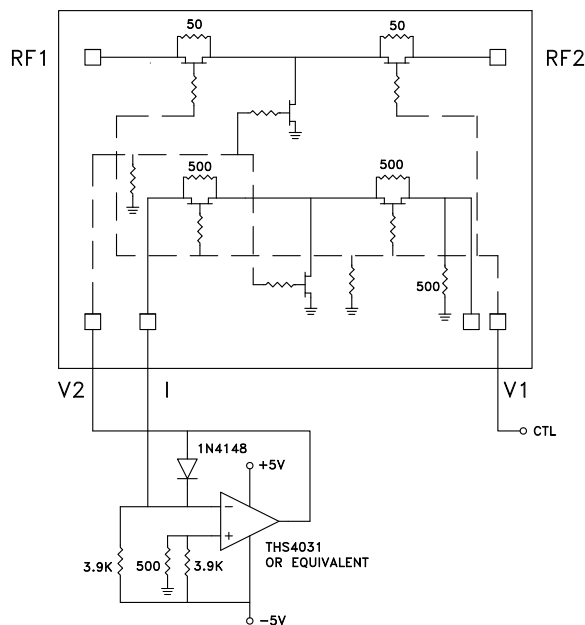 50
50
RF1
RF2
500
500
500
V2
I
V1
CTL
1N4148
+5V
−
+
THS4031
OR EQUIVALENT
3.9K
500
3.9K
−5V